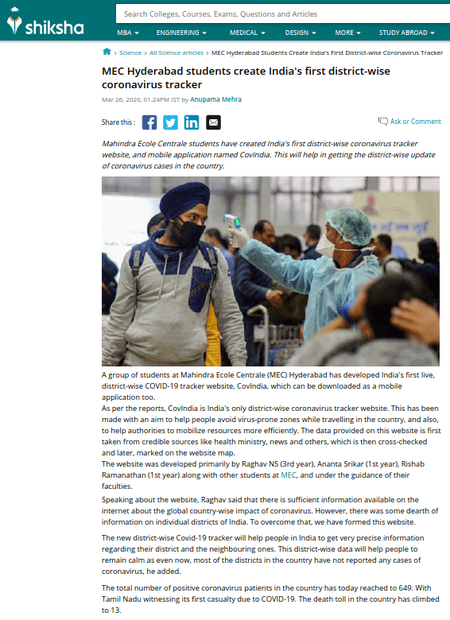 shiksha
Search Colleges, Courses, Exams, Questions and Articles
MBA ENGINEERING MEDICAL DESIGN MORE STUDY ABROAD
Science › All Science articles › MEC Hyderabad Students Create India's First District-wise Coronavirus Tracker
MEC Hyderabad students create India's first district-wise
coronavirus tracker
Mar 26, 2020, 01.24PM IST by Anupama Mehra
Share this : Ask or Comment
Mahindra Ecole Centrale students have created India's first district-wise coronavirus tracker
website, and mobile application named CovIndia. This will help in getting the district-wise update
of coronavirus cases in the country.
A group of students at Mahindra Ecole Centrale (MEC) Hyderabad has developed India's first live,
district-wise COVID-19 tracker website, CovIndia, which can be downloaded as a mobile
application too.
As per the reports, CovIndia is India's only district-wise coronavirus tracker website. This has been
made with an aim to help people avoid virus-prone zones while travelling in the country, and also,
to help authorities to mobilize resources more efficiently. The data provided on this website is first
taken from credible sources like health ministry, news and others, which is then cross-checked
and later, marked on the website map.
The website was developed primarily by Raghav NS (3rd year), Ananta Srikar (1st year), Rishab
Ramanathan (1st year) along with other students at MEC, and under the guidance of their
faculties.
Speaking about the website, Raghav said that there is sufficient information available on the
internet about the global country-wise impact of coronavirus. However, there was some dearth of
information on individual districts of India. To overcome that, we have formed this website.
The new district-wise Covid-19 tracker will help people in India to get very precise information
regarding their district and the neighbouring ones. This district-wise data will help people to
remain calm as even now, most of the districts in the country have not reported any cases of
coronavirus, he added.
The total number of positive coronavirus patients in the country has today reached to 649. With
Tamil Nadu witnessing its first casualty due to COVID-19. The death toll in the country has climbed
to 13.